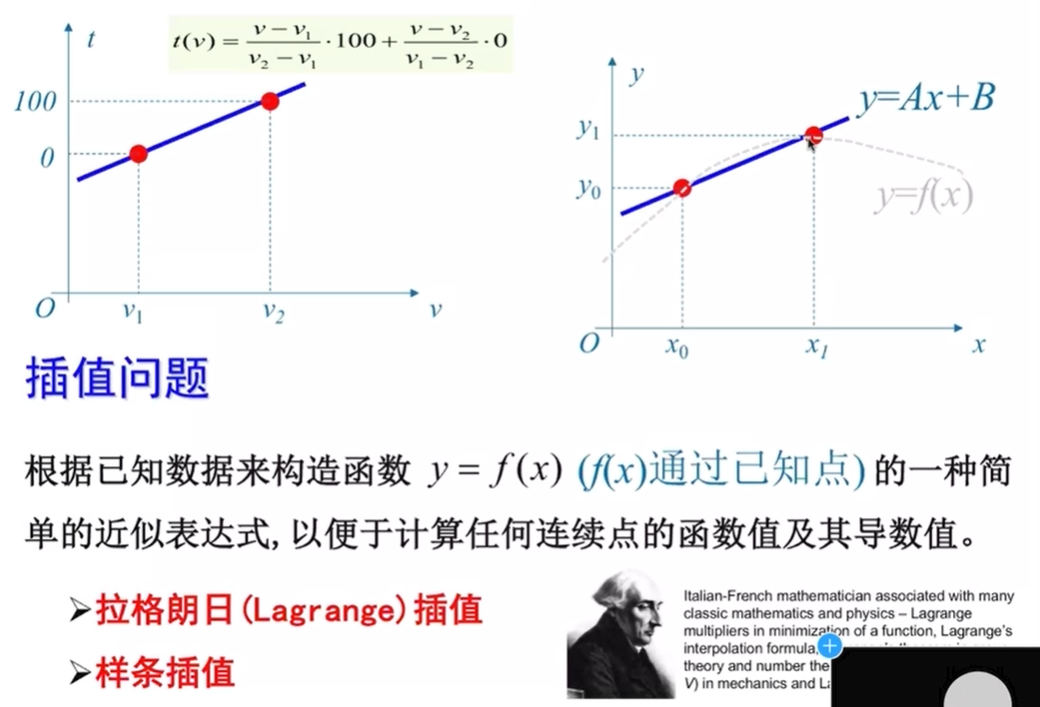 t
t(v) = \frac{v - v_1}{v_2 - v_1} \cdot 100 + \frac{v - v_2}{v_1 - v_2} \cdot 0
100
0
O
v_1
v_2
v
y
y=Ax+B
y_1
y_0
y=f(x)
O
x_0
x_1
x
插值问题
根据已知数据来构造函数 y = f(x) (f(x)通过已知点) 的一种简
单的近似表达式, 以便于计算任何连续点的函数值及其导数值。
➢拉格朗日(Lagrange)插值
➢样条插值
Italian-French mathematician associated with many
classic mathematics and physics – Lagrange
multipliers in minimization of a function, Lagrange's
interpolation formula,
theory and number the
V) in mechanics and La